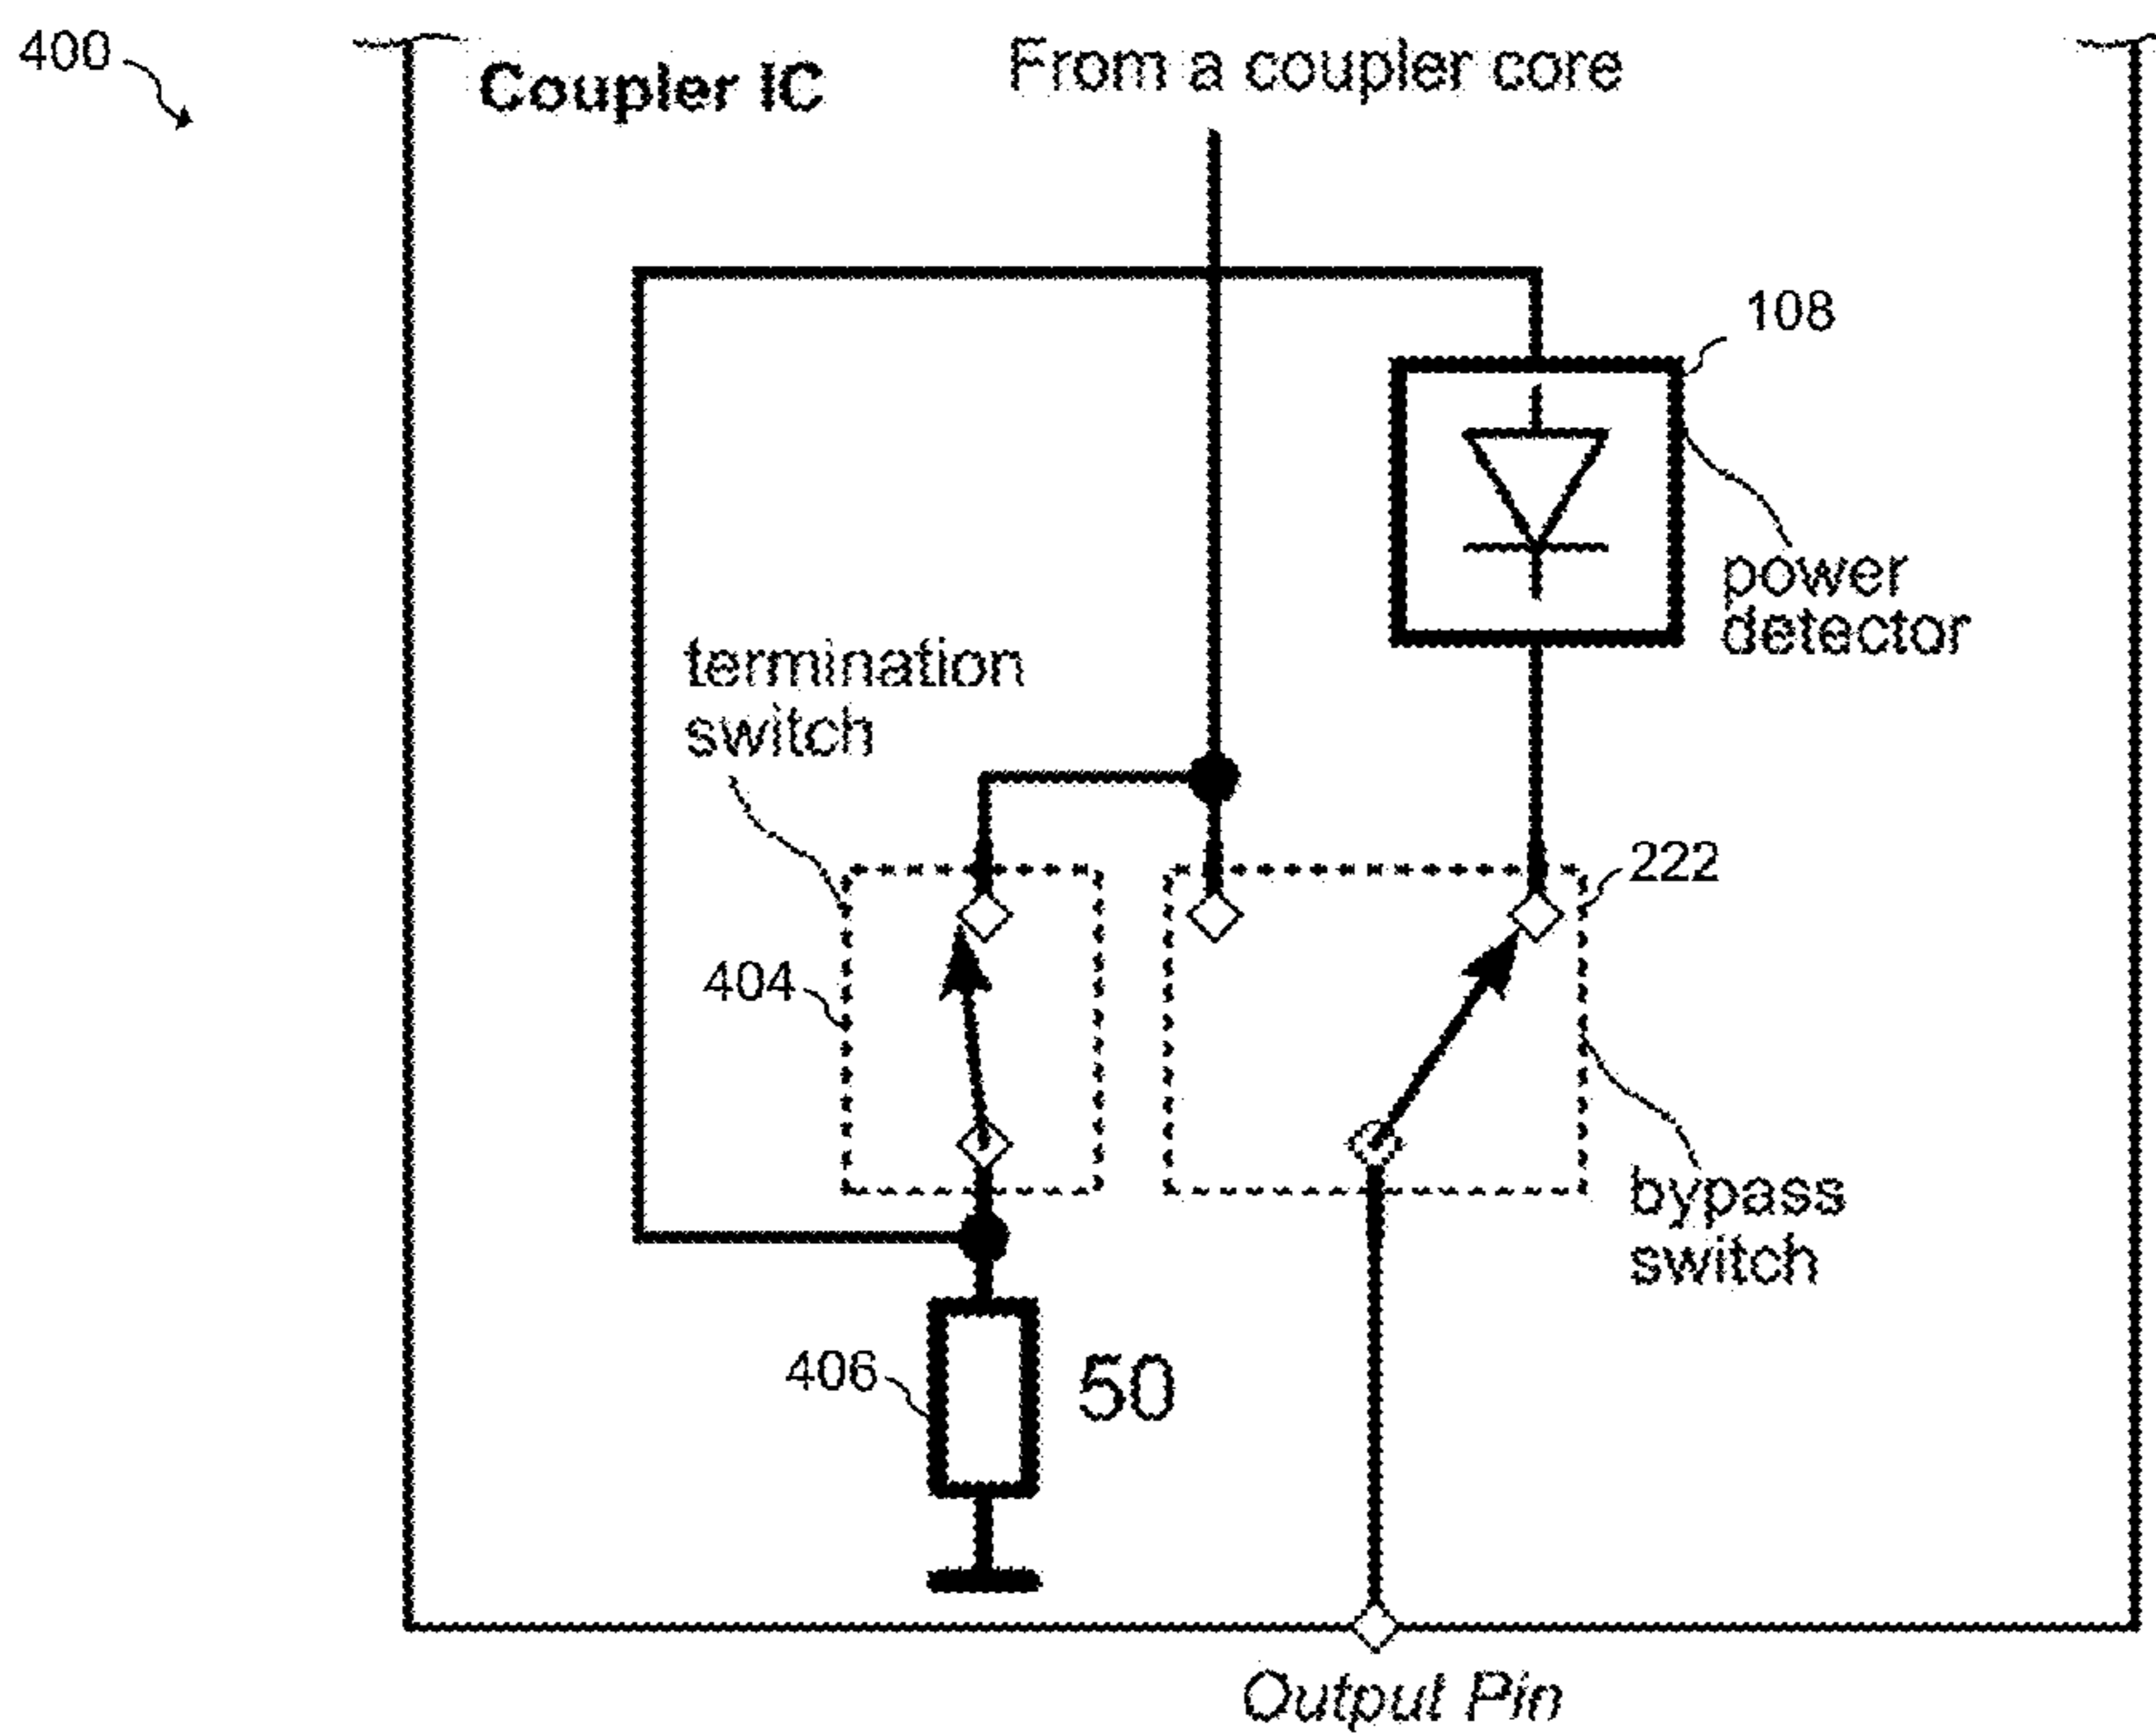 400
Coupler IC
From a coupler core
108
power
detector
termination
switch
222
404
bypass
switch
406
50
Output Pin